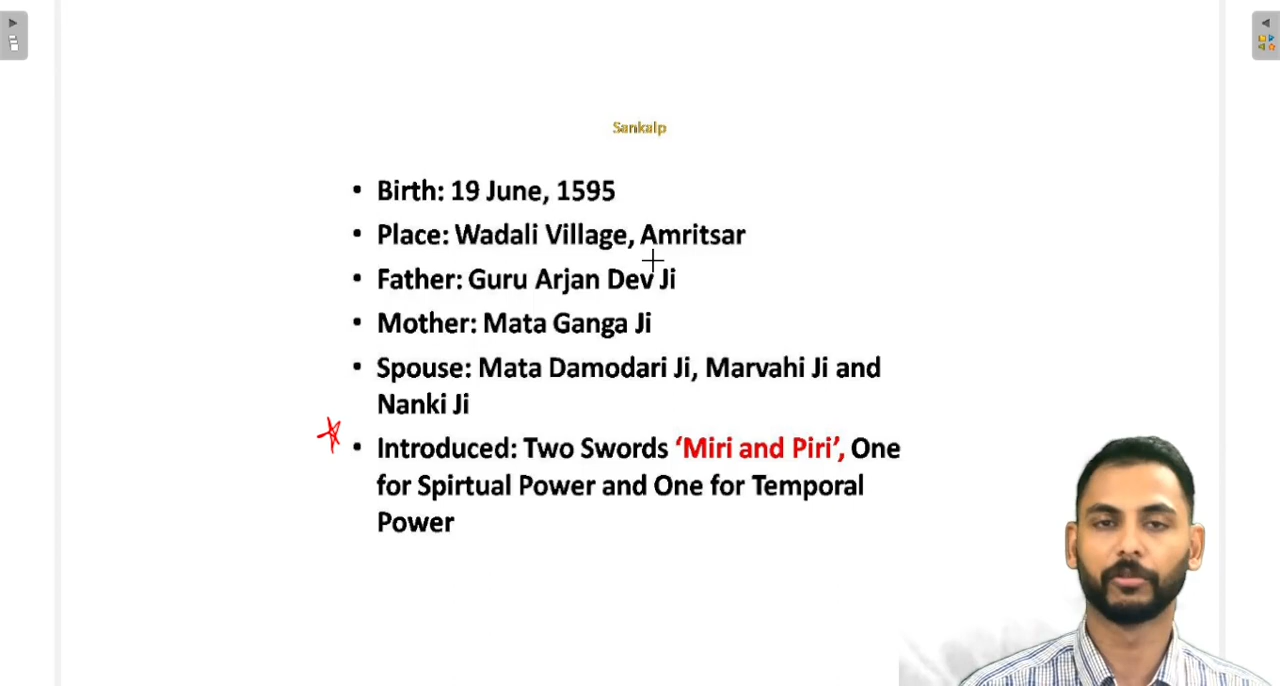 Sankalp
• Birth: 19 June, 1595
• Place: Wadali Village, Amritsar
• Father: Guru Arjan Dev Ji
• Mother: Mata Ganga Ji
• Spouse: Mata Damodari Ji, Marvahi Ji and
Nanki Ji
• Introduced: Two Swords ‘Miri and Piri’, One
for Spirtual Power and One for Temporal
Power